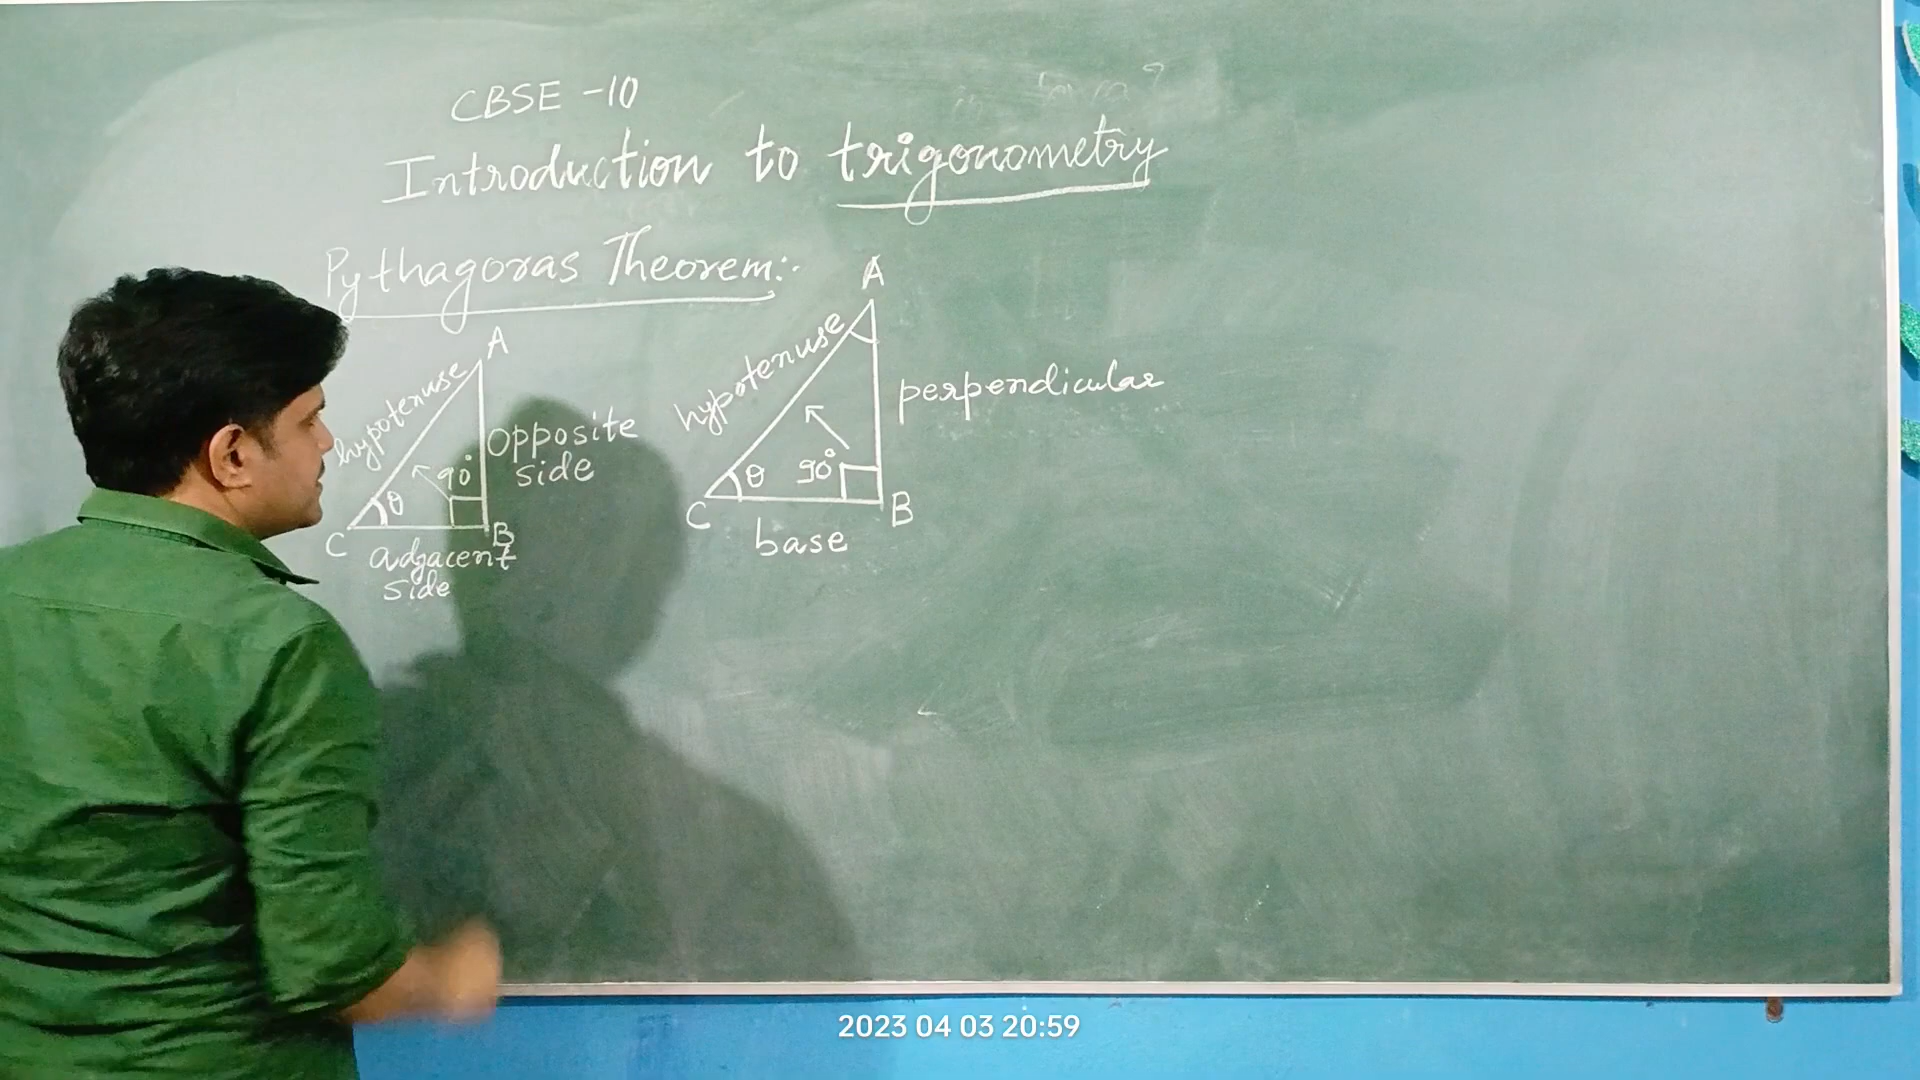 CBSE -10
Introduction to trigonometry
Pythagoras Theorem:-
A
hypotenuse
opposite
side
90°
θ
C
B
adjacent
side
A
hypotenuse
perpendicular
θ
90°
C
B
base
2023 04 03 20:59